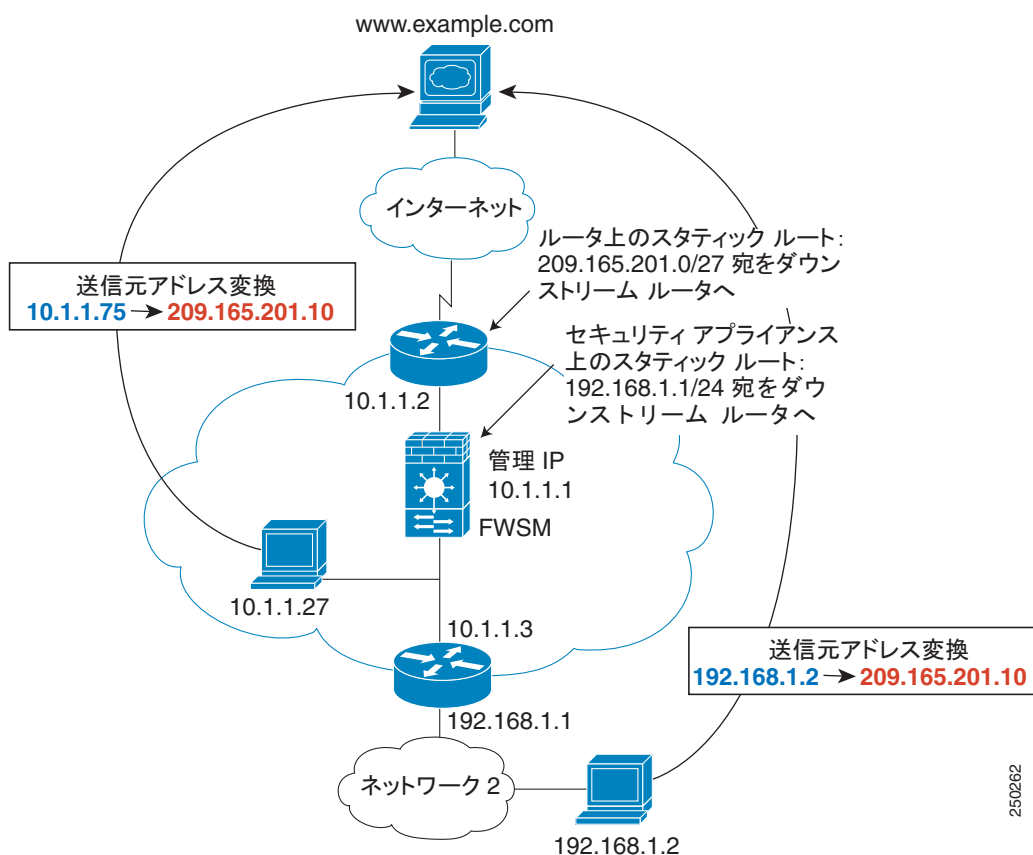 www.example.com
インターネット
ルータ上のスタティック ルート:
209.165.201.0/27 宛をダウン
ストリーム ルータへ
送信元アドレス変換
10.1.1.75 → 209.165.201.10
セキュリティ アプライアンス
上のスタティック ルート:
192.168.1.1/24 宛をダウ
ンストリーム ルータへ
10.1.1.2
管理 IP
10.1.1.1
FWSM
10.1.1.27
10.1.1.3
送信元アドレス変換
192.168.1.2 → 209.165.201.10
192.168.1.1
ネットワーク 2
192.168.1.2
250262